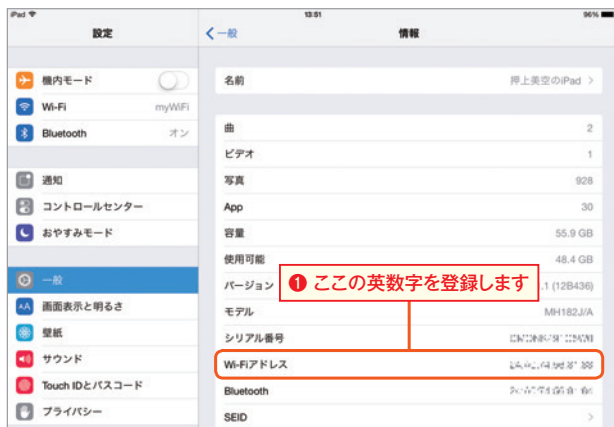 iPad
13:51
96%
設定
機内モード
Wi-Fi myWiFi
Bluetooth オン
通知
コントロールセンター
おやすみモード
一般
画面表示と明るさ
壁紙
サウンド
Touch IDとパスコード
プライバシー
一般
情報
名前 押上美空のiPad
曲 2
ビデオ 1
写真 928
App 30
容量 55.9 GB
使用可能 48.4 GB
❶ ここの英数字を登録します
バージョン .1 (12B436)
モデル MH182J/A
シリアル番号
Wi-Fiアドレス
Bluetooth
SEID